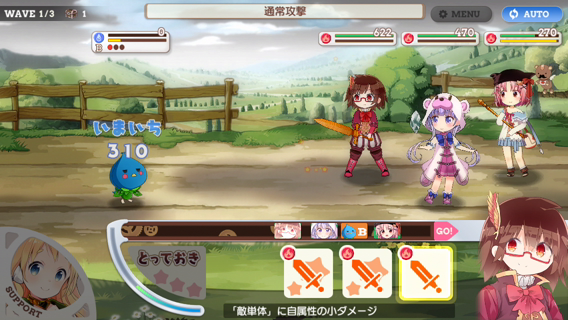 WAVE 1/3 1
通常攻撃
MENU
AUTO
0
B
622
470
270
いまいち
310
B
GO!
とっておき
SUPPORT
「敵単体」に自属性の小ダメージ